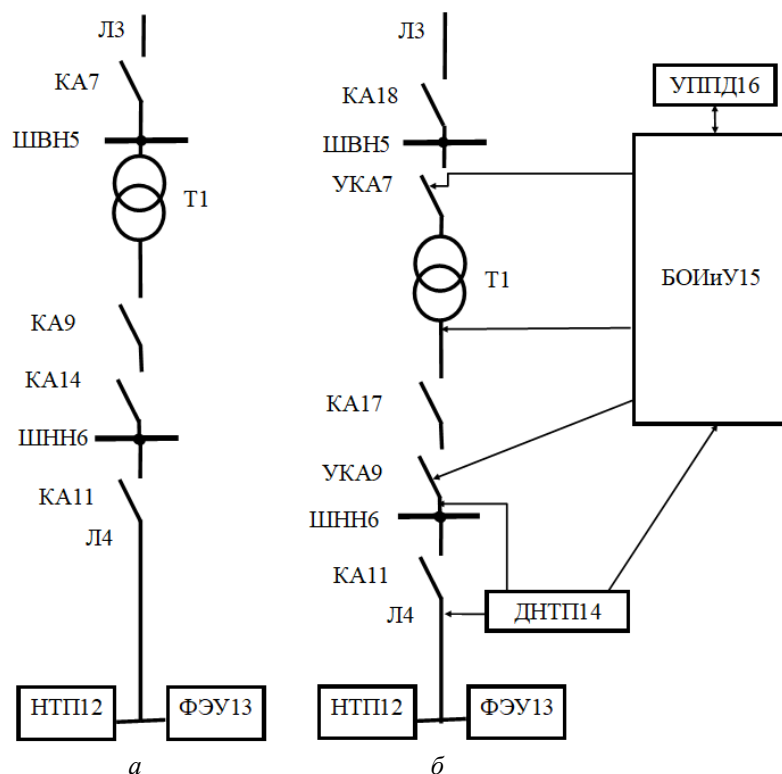 Л3
КА7
ШВН5
Т1
КА9
КА14
ШНН6
КА11
Л4
НТП12
ФЭУ13
а
Л3
КА18
ШВН5
УКА7
Т1
КА17
УКА9
ШНН6
КА11
Л4
НТП12
ФЭУ13
УППД16
БОИиУ15
ДНТП14
б